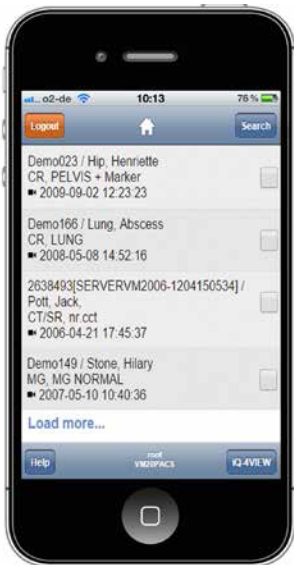 o2-de 10:13 76%
Logout Search
Demo023 / Hip, Henriette
CR, PELVIS + Marker
2009-09-02 12:23:23
Demo166 / Lung, Abscess
CR, LUNG
2008-05-08 14:52:16
2638493[SERVERVM2006-1204150534] /
Pott, Jack,
CT/SR, nr.cct
2006-04-21 17:45:37
Demo149 / Stone, Hilary
MG, MG NORMAL
2007-05-10 10:40:36
Load more...
root
Help VM20PACS iQ-4VIEW